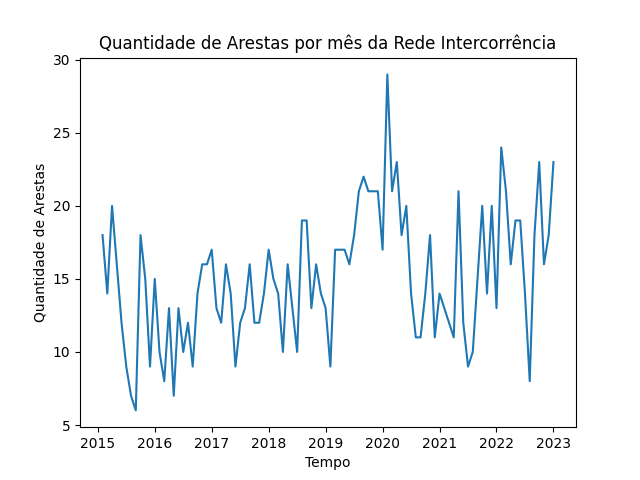 Quantidade de Arestas por mês da Rede Intercorrência
30
25
20
15
10
5
Quantidade de Arestas
2015 2016 2017 2018 2019 2020 2021 2022 2023
Tempo